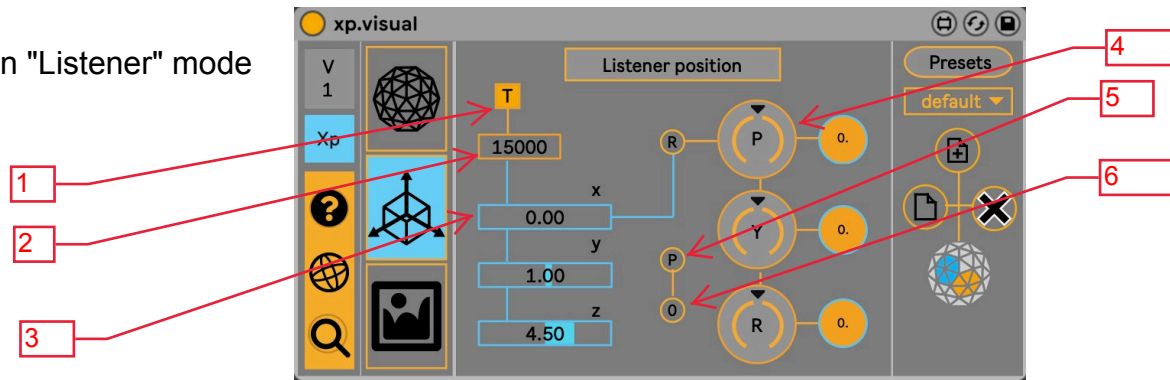 xp.visual
n "Listener" mode
V
1
Xp
T
15000
x
0.00
y
1.00
z
4.50
Listener position
R
P
0.
Y
0.
P
0
R
0.
Presets
default
?
1
2
3
4
5
6